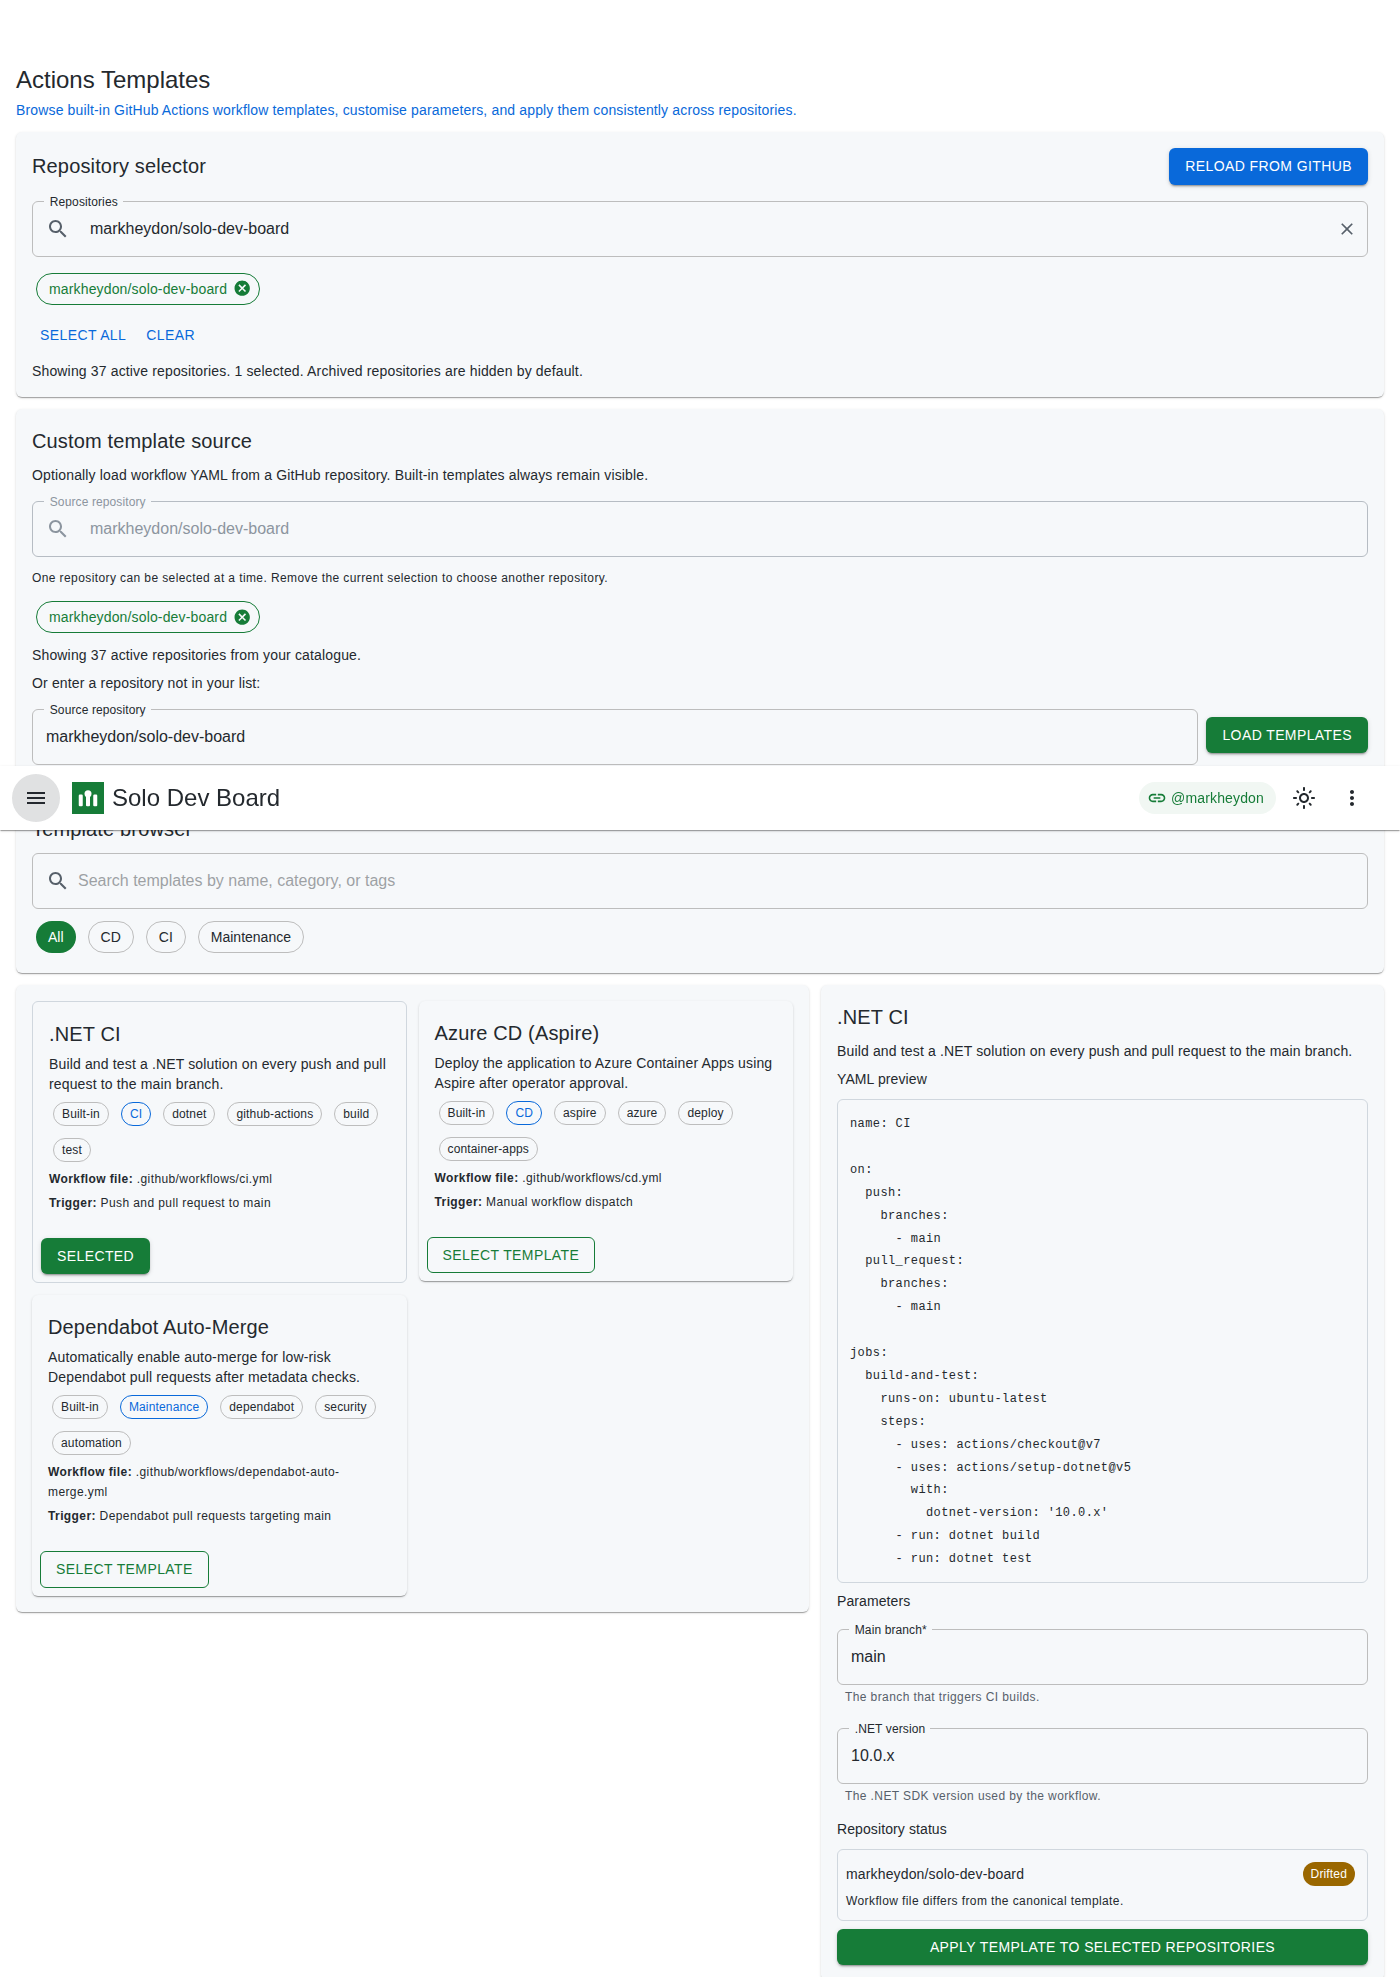 Actions Templates
Browse built-in GitHub Actions workflow templates, customise parameters, and apply them consistently across repositories.
Repository selector
RELOAD FROM GITHUB
Repositories
markheydon/solo-dev-board
markheydon/solo-dev-board
SELECT ALL CLEAR
Showing 37 active repositories. 1 selected. Archived repositories are hidden by default.
Custom template source
Optionally load workflow YAML from a GitHub repository. Built-in templates always remain visible.
Source repository
markheydon/solo-dev-board
One repository can be selected at a time. Remove the current selection to choose another repository.
markheydon/solo-dev-board
Showing 37 active repositories from your catalogue.
Or enter a repository not in your list:
Source repository
markheydon/solo-dev-board
LOAD TEMPLATES
Solo Dev Board
@markheydon
Template browser
Search templates by name, category, or tags
All CD CI Maintenance
.NET CI
Build and test a .NET solution on every push and pull
request to the main branch.
Built-in CI dotnet github-actions build
test
Workflow file: .github/workflows/ci.yml
Trigger: Push and pull request to main
SELECTED
Azure CD (Aspire)
Deploy the application to Azure Container Apps using
Aspire after operator approval.
Built-in CD aspire azure deploy
container-apps
Workflow file: .github/workflows/cd.yml
Trigger: Manual workflow dispatch
SELECT TEMPLATE
Dependabot Auto-Merge
Automatically enable auto-merge for low-risk
Dependabot pull requests after metadata checks.
Built-in Maintenance dependabot security
automation
Workflow file: .github/workflows/dependabot-auto-
merge.yml
Trigger: Dependabot pull requests targeting main
SELECT TEMPLATE
.NET CI
Build and test a .NET solution on every push and pull request to the main branch.
YAML preview
name: CI
on:
  push:
    branches:
      - main
  pull_request:
    branches:
      - main
jobs:
  build-and-test:
    runs-on: ubuntu-latest
    steps:
      - uses: actions/checkout@v7
      - uses: actions/setup-dotnet@v5
        with:
          dotnet-version: '10.0.x'
      - run: dotnet build
      - run: dotnet test
Parameters
Main branch*
main
The branch that triggers CI builds.
.NET version
10.0.x
The .NET SDK version used by the workflow.
Repository status
markheydon/solo-dev-board
Drifted
Workflow file differs from the canonical template.
APPLY TEMPLATE TO SELECTED REPOSITORIES